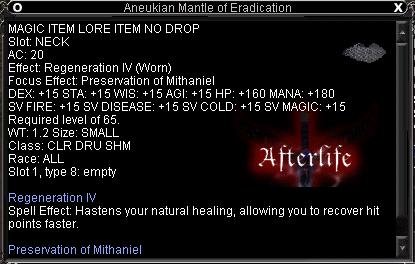 Aneukian Mantle of Eradication
MAGIC ITEM LORE ITEM NO DROP
Slot: NECK
AC: 20
Effect: Regeneration IV (Worn)
Focus Effect: Preservation of Mithaniel
DEX: +15 STA: +15 WIS: +15 AGI: +15 HP: +160 MANA: +180
SV FIRE: +15 SV DISEASE: +15 SV COLD: +15 SV MAGIC: +15
Required level of 65.
WT: 1.2 Size: SMALL
Class: CLR DRU SHM
Race: ALL
Slot 1, type 8: empty
Afterlife
Regeneration IV
Spell Effect: Hastens your natural healing, allowing you to recover hit
points faster.
Preservation of Mithaniel